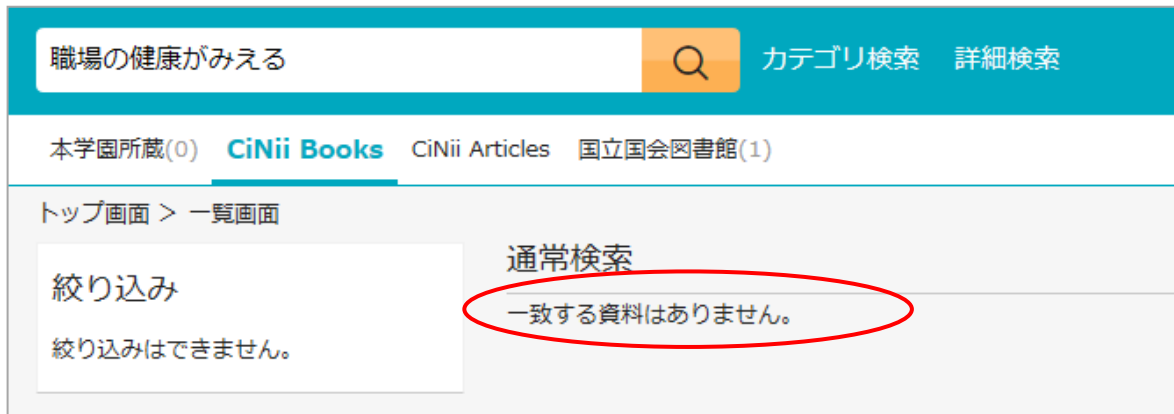 職場の健康がみえる
カテゴリ検索 詳細検索
本学園所蔵(0) CiNii Books CiNii Articles 国立国会図書館(1)
トップ画面 > 一覧画面
絞り込み
絞り込みはできません。
通常検索
一致する資料はありません。